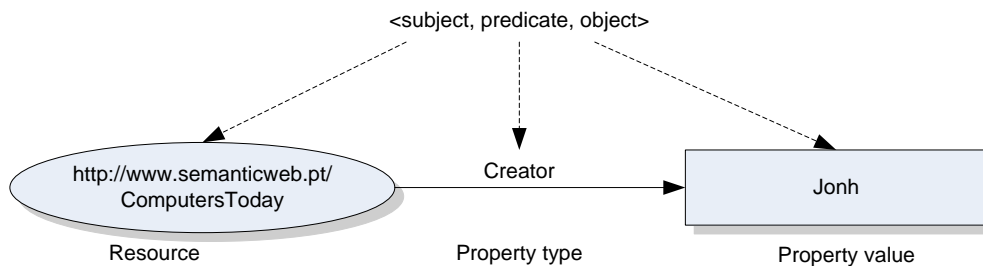 <subject, predicate, object>
Creator
http://www.semanticweb.pt/
ComputersToday
Jonh
Resource
Property type
Property value